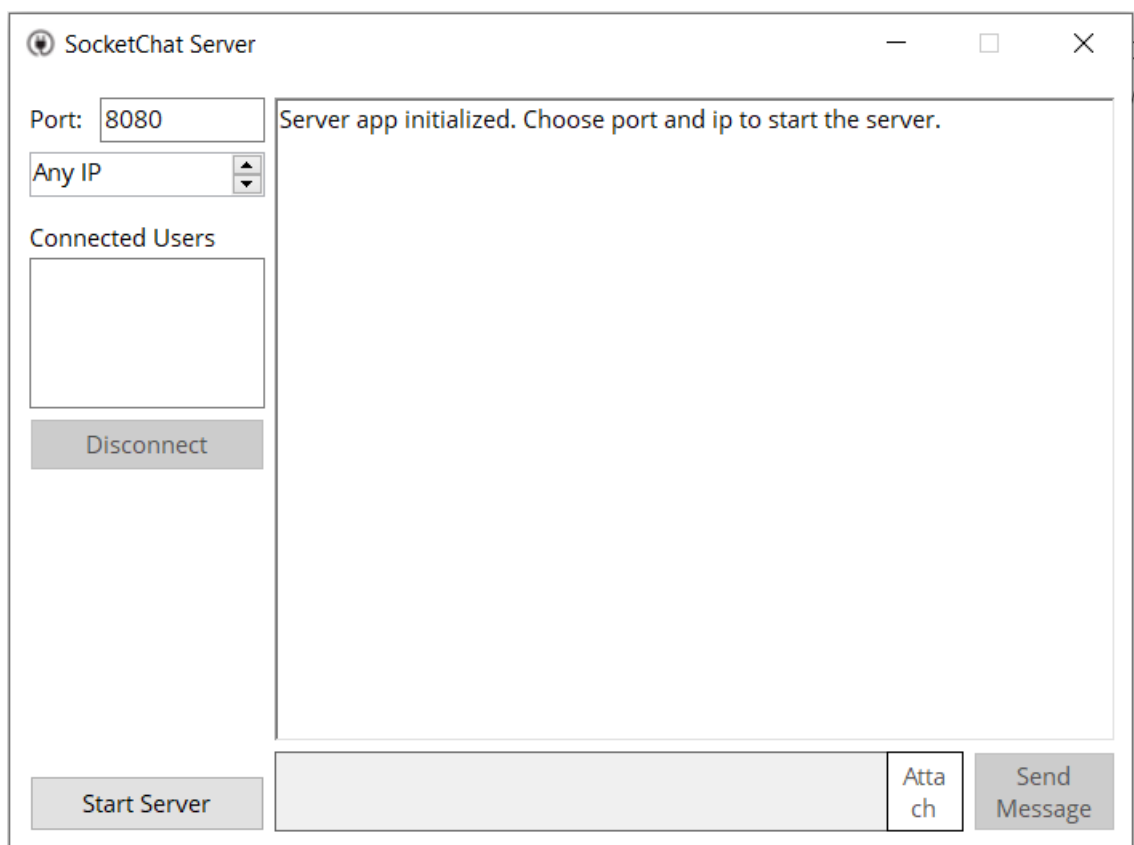 SocketChat Server
Port: 8080
Server app initialized. Choose port and ip to start the server.
Any IP
Connected Users
Disconnect
Start Server
Atta
ch
Send
Message